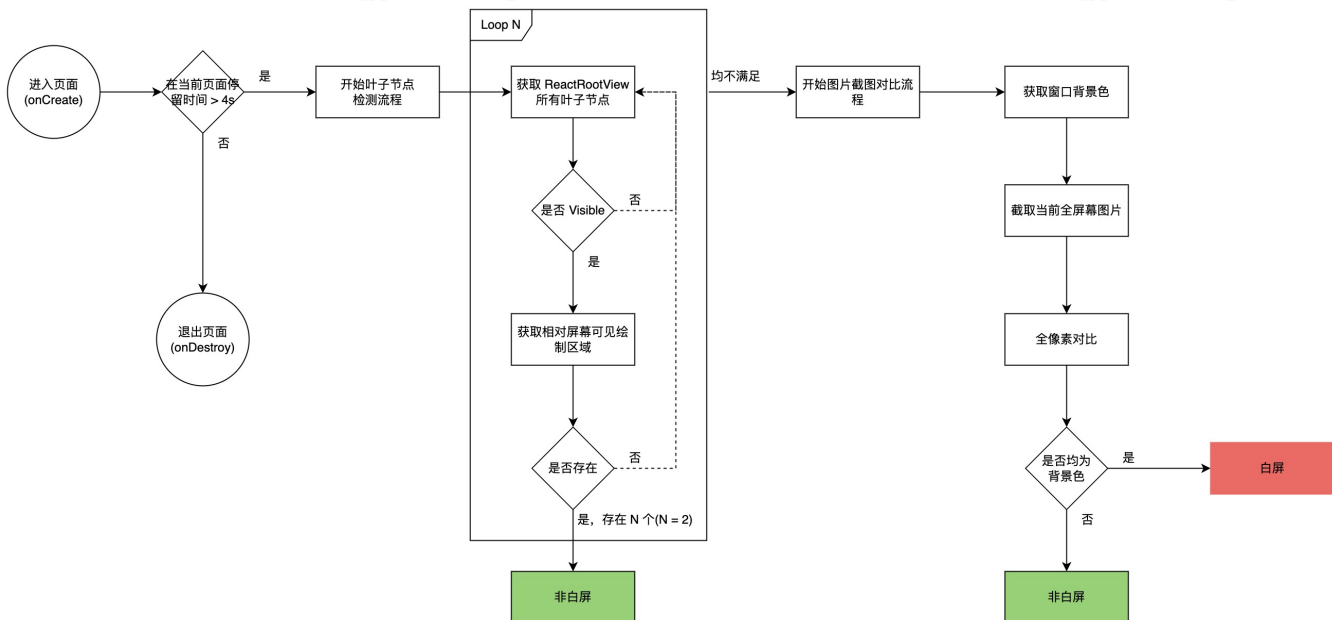 Loop N
进入页面
(onCreate)
在当前页面停
留时间 > 4s
是
否
退出页面
(onDestroy)
开始叶子节点
检测流程
获取 ReactRootView
所有叶子节点
是否 Visible
否
是
获取相对屏幕可见绘
制区域
是否存在
否
是，存在 N 个(N = 2)
非白屏
均不满足
开始图片截图对比流
程
获取窗口背景色
截取当前全屏幕图片
全像素对比
是否均为
背景色
是
白屏
否
非白屏